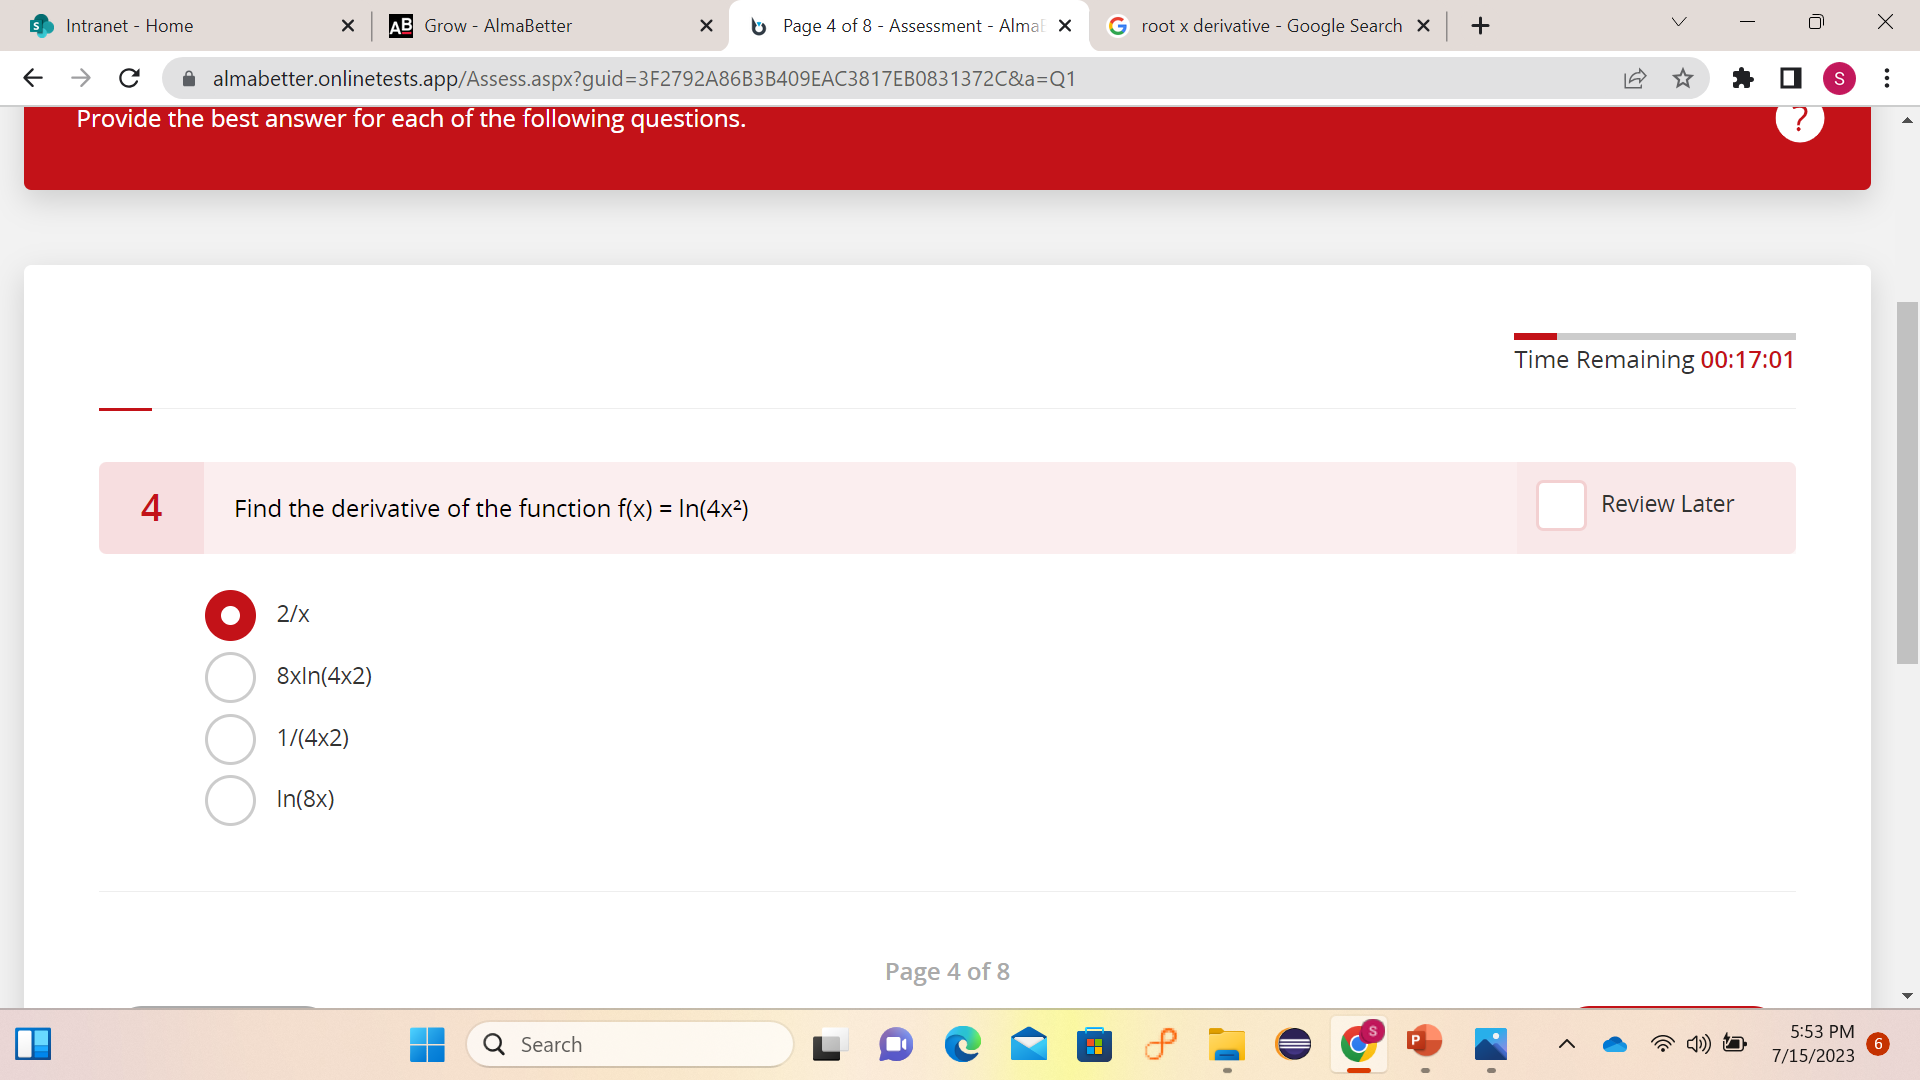 Intranet - Home
Grow - AlmaBetter
Page 4 of 8 - Assessment - Alma
root x derivative - Google Search
almabetter.onlinetests.app/Assess.aspx?guid=3F2792A86B3B409EAC3817EB0831372C&a=Q1
S
Provide the best answer for each of the following questions.
?
Time Remaining 00:17:01
4
Find the derivative of the function f(x) = ln(4x²)
Review Later
2/x
8xln(4x2)
1/(4x2)
ln(8x)
Page 4 of 8
Search
5:53 PM
7/15/2023
6